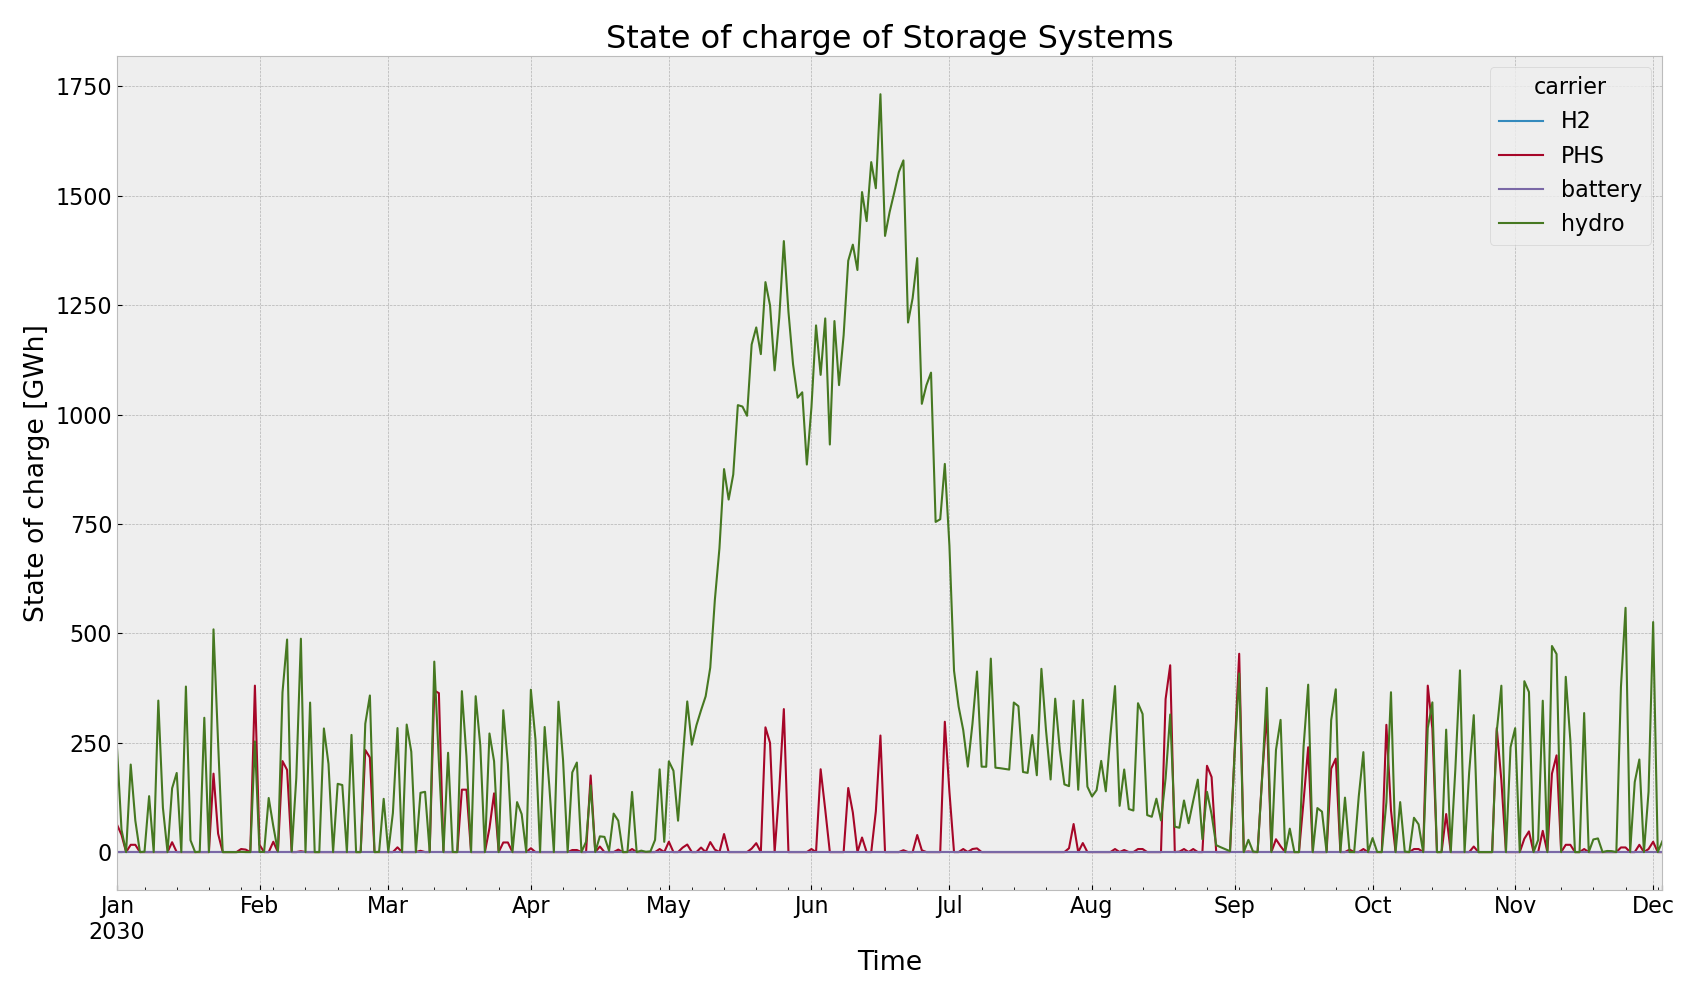 State of charge of Storage Systems
State of charge [GWh]
1750
1500
1250
1000
750
500
250
0
carrier
H2
PHS
battery
hydro
Jan Feb Mar Apr May Jun Jul Aug Sep Oct Nov Dec
2030
Time